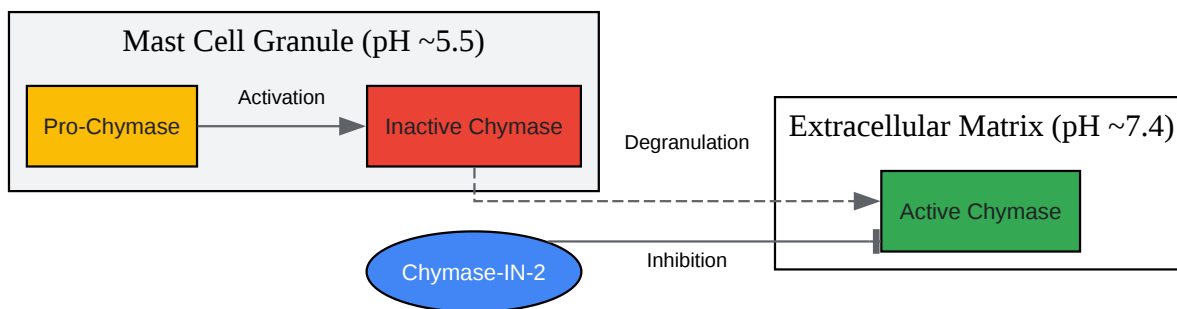 Mast Cell Granule (pH ~5.5)
Pro-Chymase
Activation
Inactive Chymase
Degranulation
Extracellular Matrix (pH ~7.4)
Active Chymase
Chymase-IN-2
Inhibition